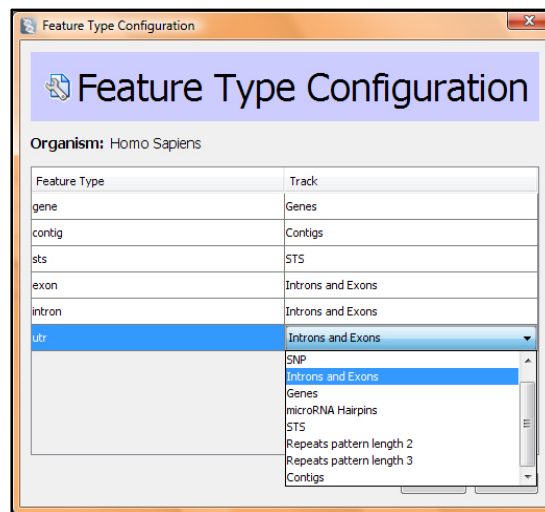 Feature Type Configuration
Feature Type Configuration
Organism: Homo Sapiens
Feature Type Track
gene Genes
contig Contigs
sts STS
exon Introns and Exons
intron Introns and Exons
utr Introns and Exons
SNP
Introns and Exons
Genes
microRNA Hairpins
STS
Repeats pattern length 2
Repeats pattern length 3
Contigs